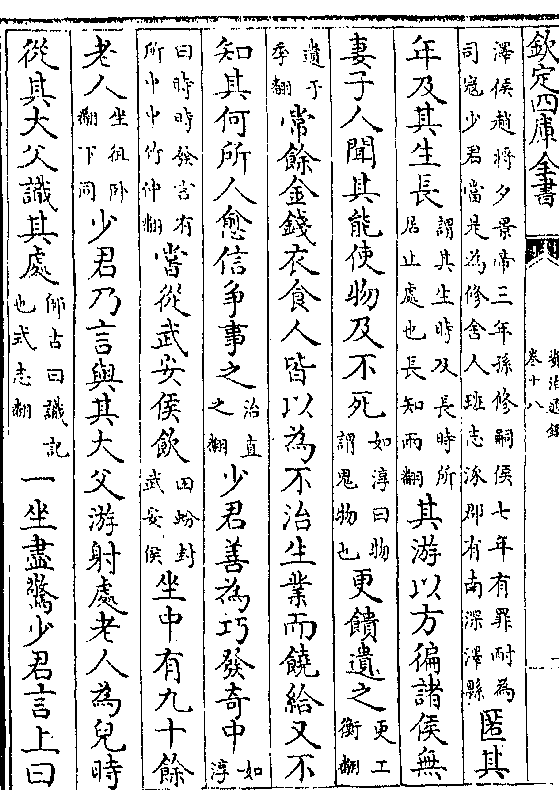 欽定四庫全書
卷十八
澤侯趙將夕景帝三年孫修嗣侯七年有罪耐為
司寇少君當是為修舍人班志涿郡有南深澤縣
匿其
年及其生長
謂其生時及長時所
居止處也長知兩翻
其游以方徧諸侯無
妻子人聞其能使物及不死
如淳曰物
謂鬼物也
更饋遺之
更工
衡翻
遺于
季翻
常餘金錢衣食人皆以為不治生業而饒給又不
知其何所人愈信爭事之
治直
之翻
少君善為巧發奇中
如
淳
曰時時發言有
所中中竹仲翻
嘗從武安侯飲
田蚡封
武安侯
坐中有九十餘
老人
坐徂卧
翻下同
少君乃言與其大父游射處老人為兒時
從其大父識其處
師古曰識記
也式志翻
一坐盡驚少君言上曰